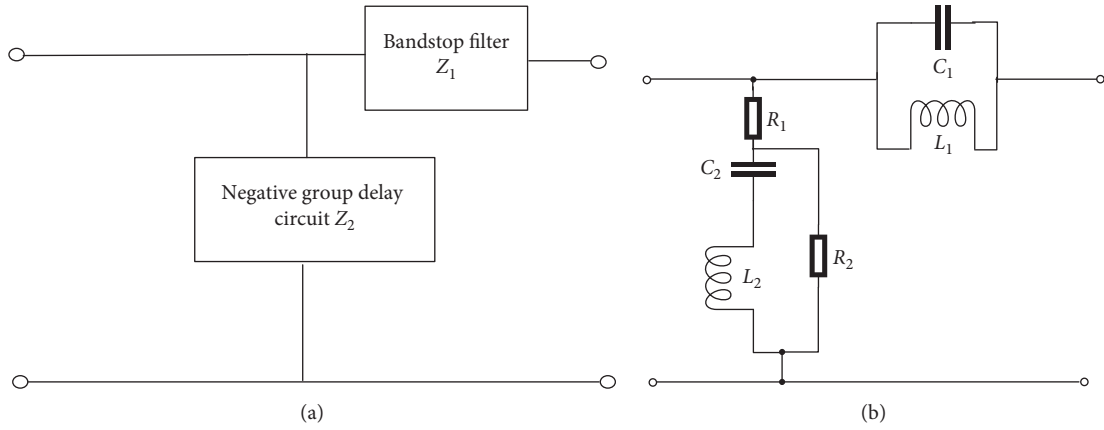 Bandstop filter
Z1
Negative group delay
circuit Z2
(a)
C1
L1
R1
C2
R2
L2
(b)